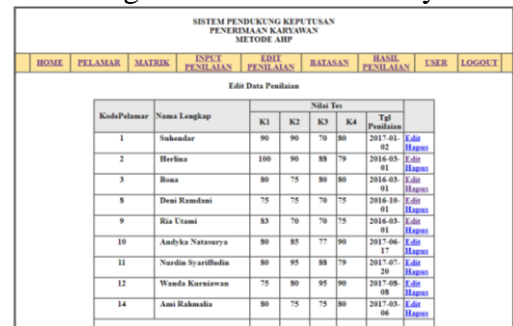 SISTEM PENDUKUNG KEPUTUSAN
PENERIMAAN KARYAWAN
METODE AHP
HOME PELAMAR MATRIK INPUT PENILAIAN EDIT PENILAIAN BATASAN HASIL PENILAIAN USER LOGOUT
Edit Data Penilaian
KodePelamar Nama Lengkap Nilai Tes
K1 K2 K3 K4 Tgl Penilaian
1 Suhendar 90 90 70 80 2017-01-02 Edit Hapus
2 Herlina 100 90 88 79 2016-03-01 Edit Hapus
3 Bona 80 75 80 80 2016-03-01 Edit Hapus
8 Deni Ramdani 75 75 70 75 2016-10-01 Edit Hapus
9 Ria Utami 83 70 70 75 2016-03-01 Edit Hapus
10 Andyka Natasurya 80 85 77 90 2017-06-17 Edit Hapus
11 Nurdin Syariffudin 80 95 88 79 2017-07-20 Edit Hapus
12 Wanda Kurniawan 75 80 95 90 2017-08-08 Edit Hapus
14 Ami Rahmalia 80 75 75 80 2017-03-06 Edit Hapus